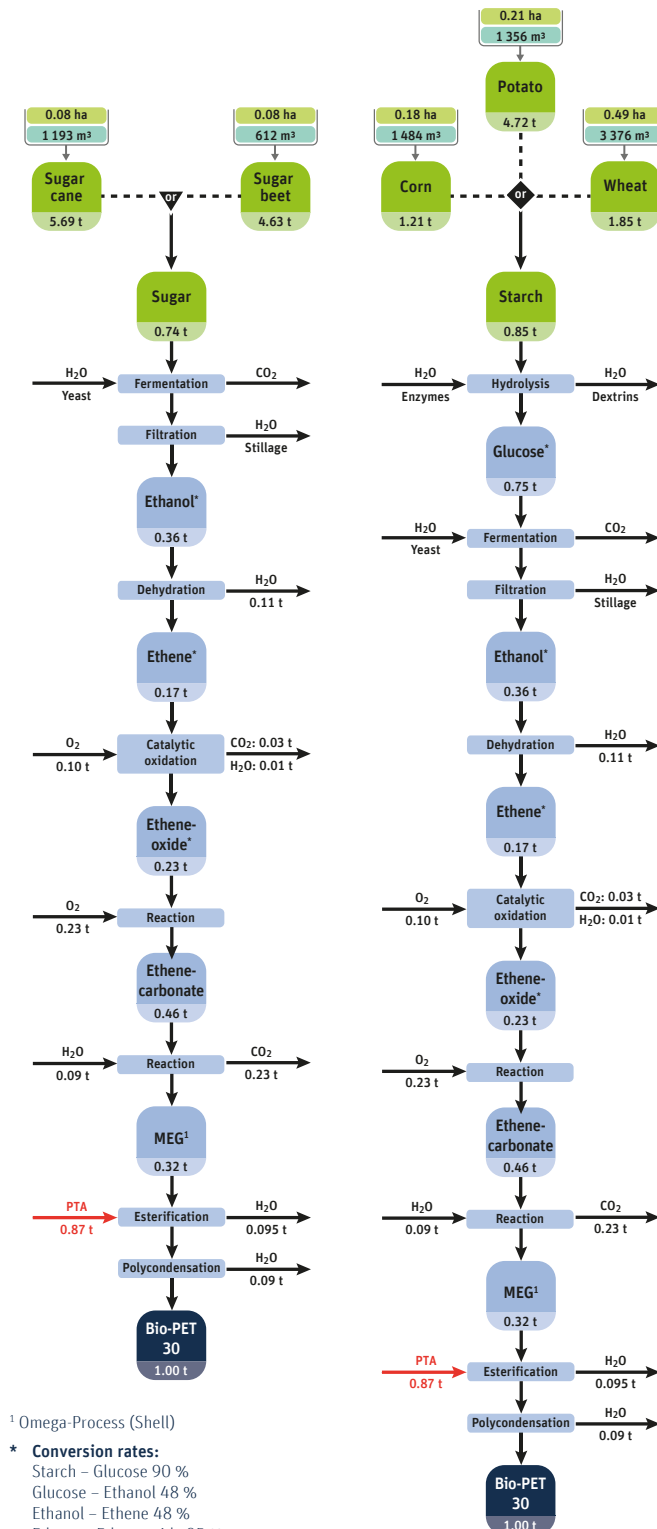 0.08 ha
1 193 m³
Sugar
cane
5.69 t
or
0.08 ha
612 m³
Sugar
beet
4.63 t
Sugar
0.74 t
H₂O
Yeast
Fermentation
CO₂
Filtration
H₂O
Stillage
Ethanol*
0.36 t
Dehydration
H₂O
0.11 t
Ethene*
0.17 t
O₂
0.10 t
Catalytic
oxidation
CO₂: 0.03 t
H₂O: 0.01 t
Ethene-
oxide*
0.23 t
O₂
0.23 t
Reaction
Ethene-
carbonate
0.46 t
H₂O
0.09 t
Reaction
CO₂
0.23 t
MEG¹
0.32 t
PTA
0.87 t
Esterification
H₂O
0.095 t
Polycondensation
H₂O
0.09 t
Bio-PET
30
1.00 t
0.21 ha
1 356 m³
Potato
4.72 t
0.18 ha
1 484 m³
Corn
1.21 t
or
0.49 ha
3 376 m³
Wheat
1.85 t
Starch
0.85 t
H₂O
Enzymes
Hydrolysis
H₂O
Dextrins
Glucose*
0.75 t
H₂O
Yeast
Fermentation
CO₂
Filtration
H₂O
Stillage
Ethanol*
0.36 t
Dehydration
H₂O
0.11 t
Ethene*
0.17 t
O₂
0.10 t
Catalytic
oxidation
CO₂: 0.03 t
H₂O: 0.01 t
Ethene-
oxide*
0.23 t
O₂
0.23 t
Reaction
Ethene-
carbonate
0.46 t
H₂O
0.09 t
Reaction
CO₂
0.23 t
MEG¹
0.32 t
PTA
0.87 t
Esterification
H₂O
0.095 t
Polycondensation
H₂O
0.09 t
Bio-PET
30
1.00 t
¹ Omega-Process (Shell)
* Conversion rates:
Starch – Glucose 90 %
Glucose – Ethanol 48 %
Ethanol – Ethene 48 %